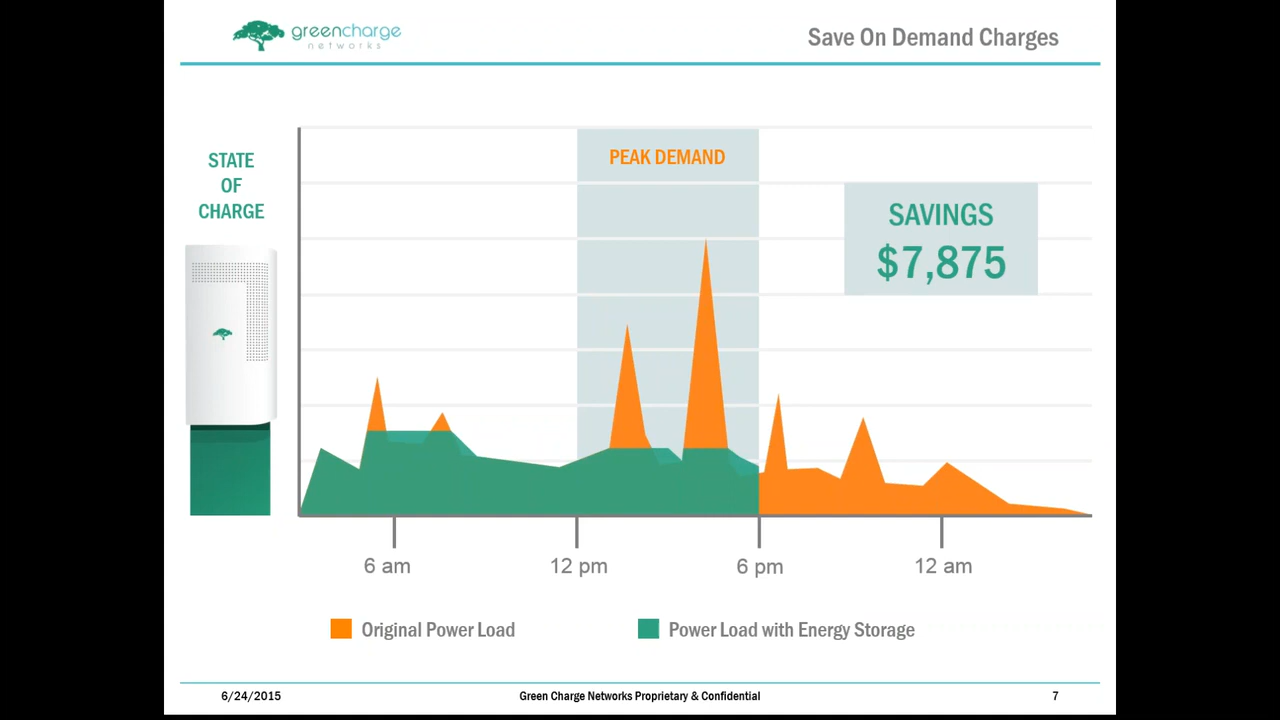 greencharge
networks
Save On Demand Charges
STATE
OF
CHARGE
PEAK DEMAND
SAVINGS
$7,875
6 am
12 pm
6 pm
12 am
Original Power Load
Power Load with Energy Storage
6/24/2015
Green Charge Networks Proprietary & Confidential
7